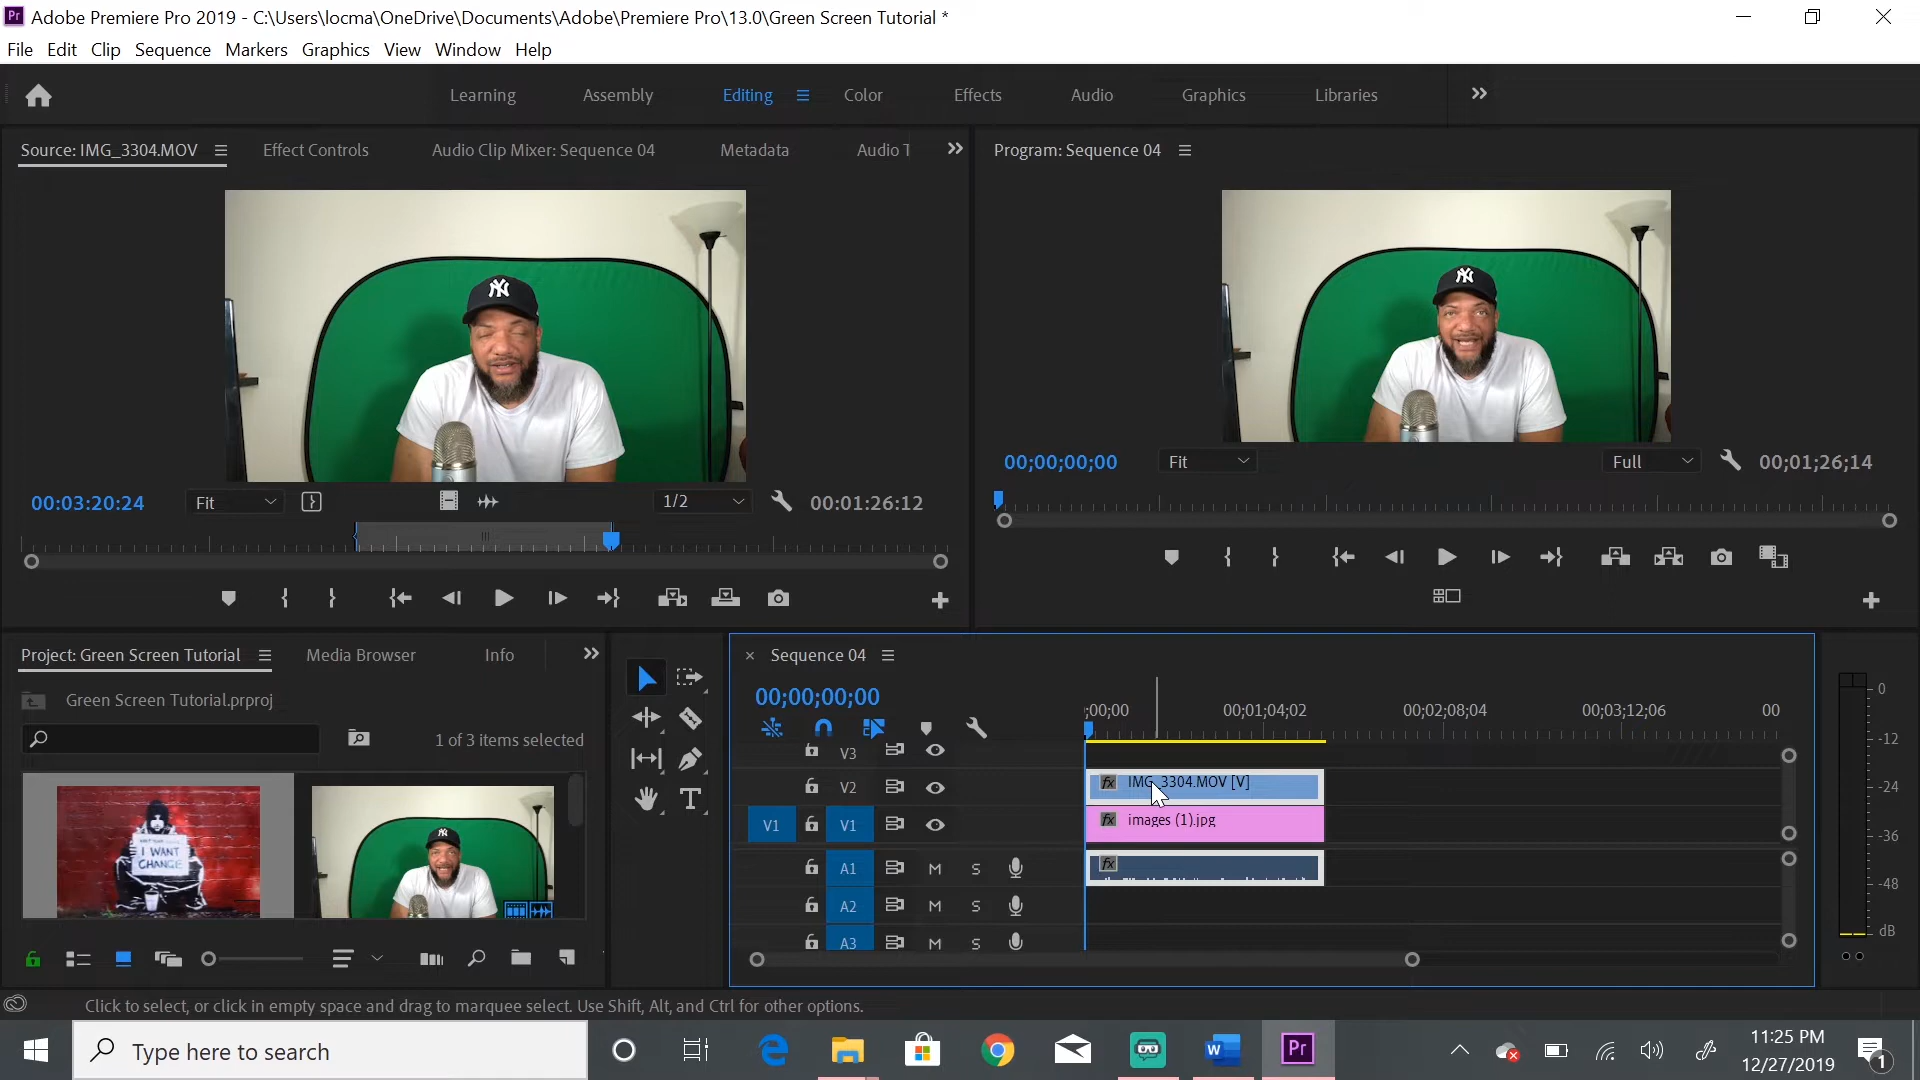 Pr Adobe Premiere Pro 2019 - C:\Users\locma\OneDrive\Documents\Adobe\Premiere Pro\13.0\Green Screen Tutorial *
File Edit Clip Sequence Markers Graphics View Window Help
Learning Assembly Editing Color Effects Audio Graphics Libraries
Source: IMG_3304.MOV Effect Controls Audio Clip Mixer: Sequence 04 Metadata Audio T
Program: Sequence 04
NY
NY
00:03:20:24 Fit 1/2 00:01:26:12
00;00;00;00 Fit Full 00;01;26;14
Project: Green Screen Tutorial Media Browser Info
Green Screen Tutorial.prproj
1 of 3 items selected
I WANT
CHANGE
Sequence 04
00;00;00;00
;00;00 00;01;04;02 00;02;08;04 00;03;12;06 00
V3
V2 fx IMG_3304.MOV [V]
V1 V1 fx images (1).jpg
A1 M S fx
A2 M S
A3 M S
0
-12
-24
-36
-48
dB
T
Click to select, or click in empty space and drag to marquee select. Use Shift, Alt, and Ctrl for other options.
Type here to search
W
Pr
11:25 PM
12/27/2019
1